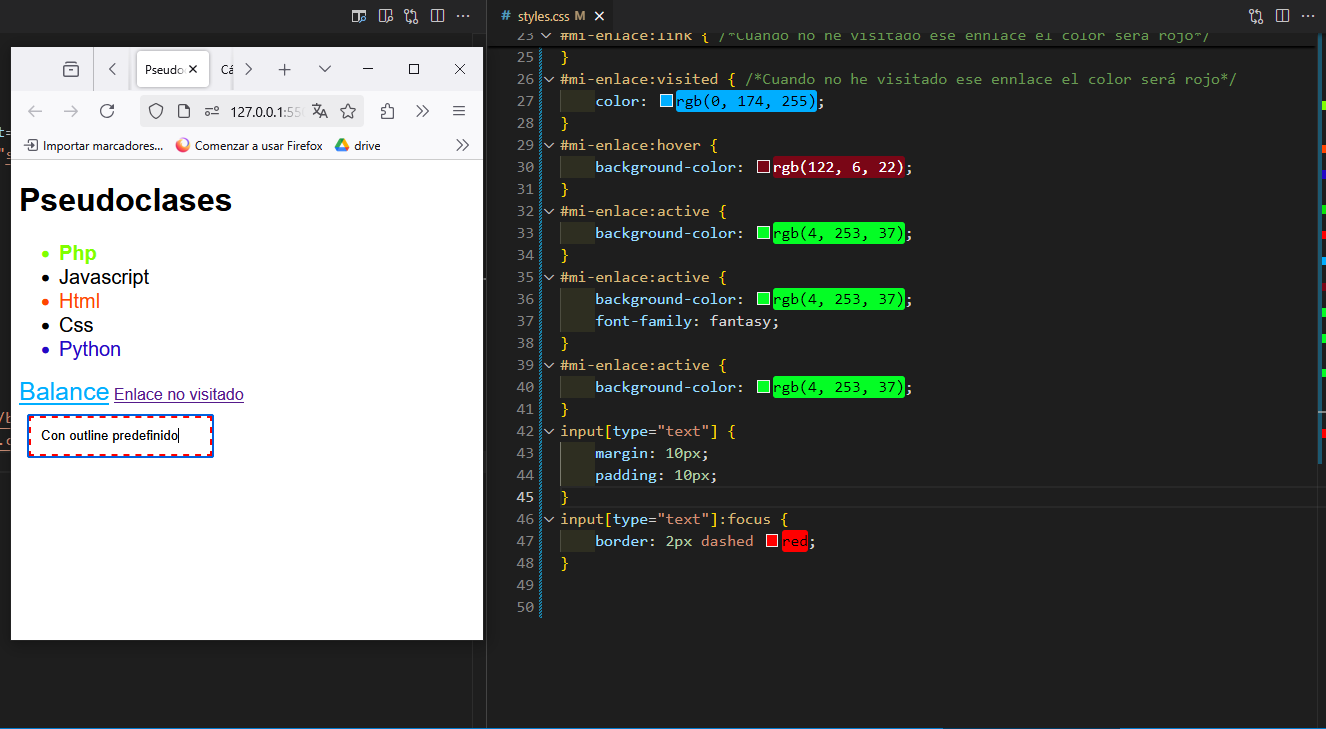 styles.css M
Pseudo
Cá
127.0.0.1:55
Importar marcadores...
Comenzar a usar Firefox
drive
Pseudoclases
Php
Javascript
Html
Css
Python
Balance Enlace no visitado
Con outline predefinido
23 #mi-enlace:link { /*Cuando no he visitado ese ennlace el color será rojo*/
25 }
26 #mi-enlace:visited { /*Cuando no he visitado ese ennlace el color será rojo*/
27 color: rgb(0, 174, 255);
28 }
29 #mi-enlace:hover {
30 background-color: rgb(122, 6, 22);
31 }
32 #mi-enlace:active {
33 background-color: rgb(4, 253, 37);
34 }
35 #mi-enlace:active {
36 background-color: rgb(4, 253, 37);
37 font-family: fantasy;
38 }
39 #mi-enlace:active {
40 background-color: rgb(4, 253, 37);
41 }
42 input[type="text"] {
43 margin: 10px;
44 padding: 10px;
45 }
46 input[type="text"]:focus {
47 border: 2px dashed red;
48 }
49
50